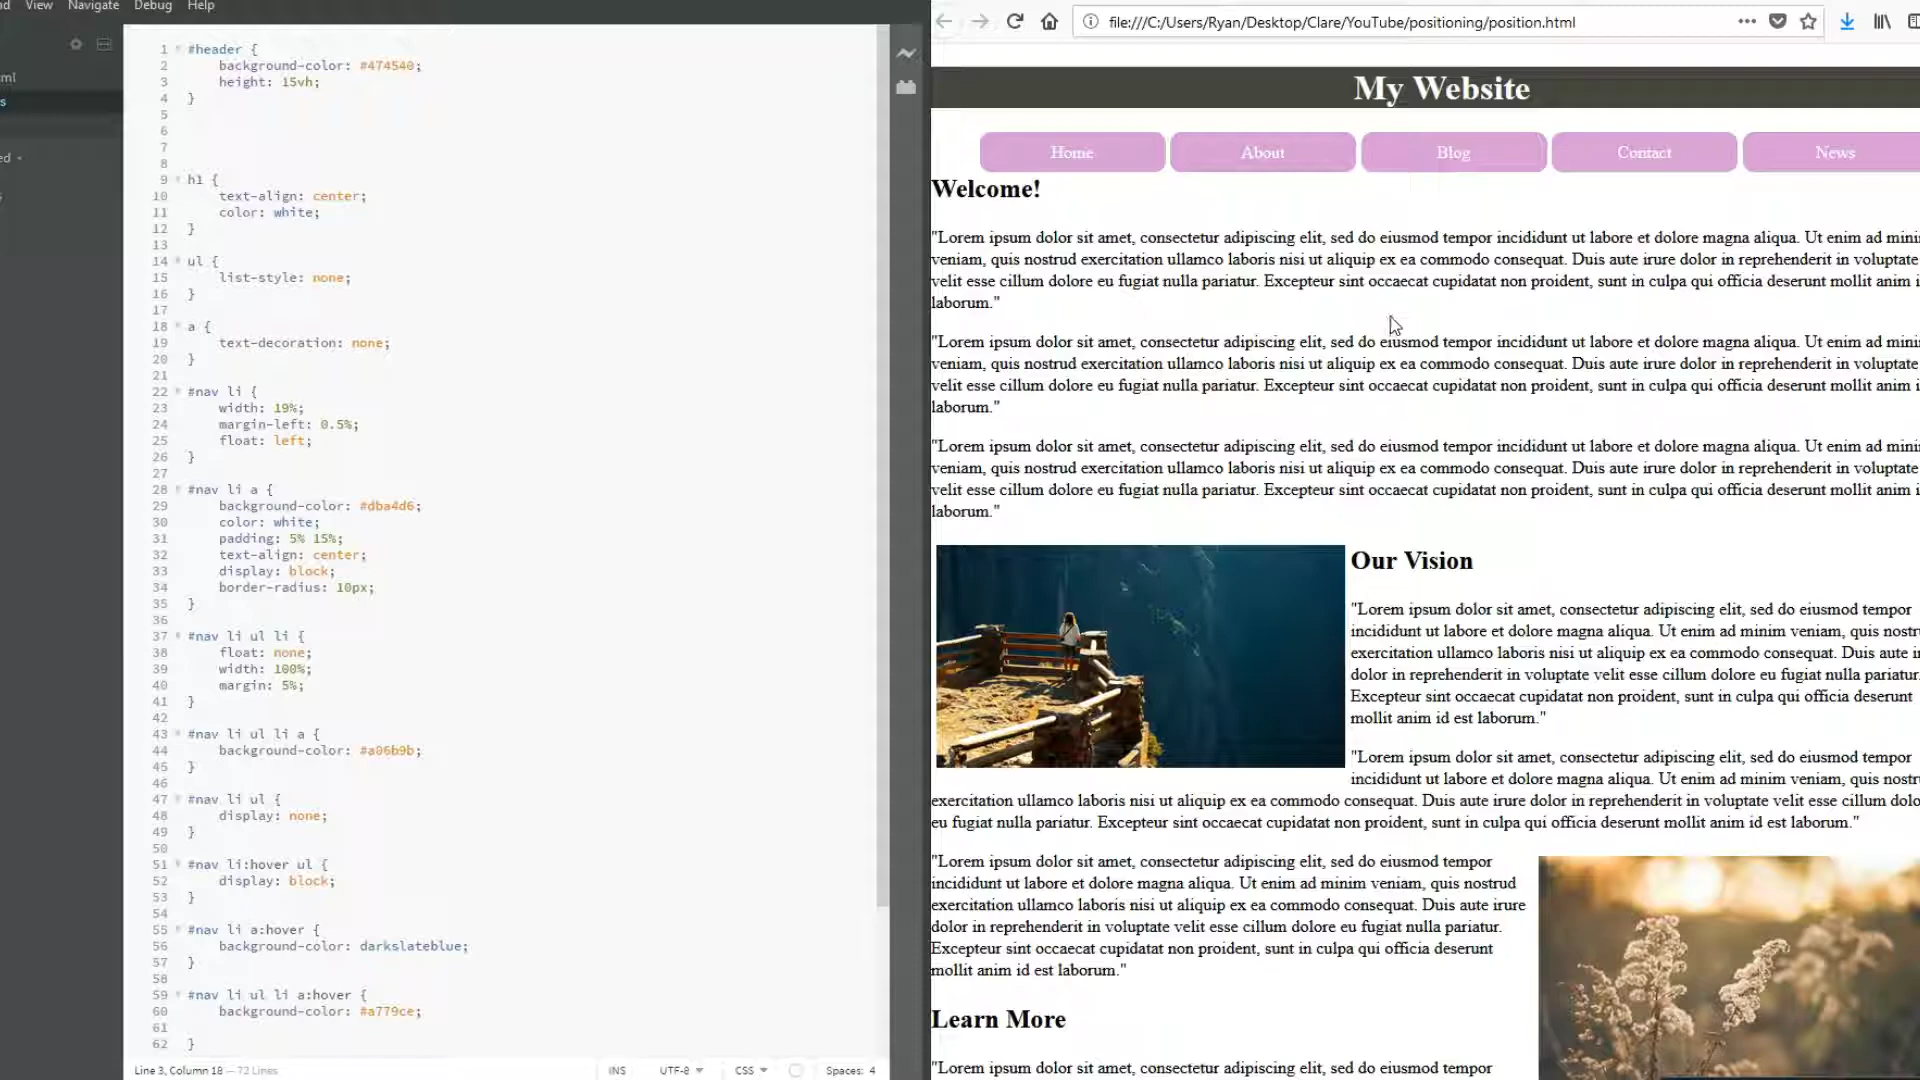 nd View Navigate Debug Help
ml
s
ed
1 #header {
2 background-color: #474540;
3 height: 15vh;
4 }
5
6
7
8
9 h1 {
10 text-align: center;
11 color: white;
12 }
13
14 ul {
15 list-style: none;
16 }
17
18 a {
19 text-decoration: none;
20 }
21
22 #nav li {
23 width: 19%;
24 margin-left: 0.5%;
25 float: left;
26 }
27
28 #nav li a {
29 background-color: #dba4d6;
30 color: white;
31 padding: 5% 15%;
32 text-align: center;
33 display: block;
34 border-radius: 10px;
35 }
36
37 #nav li ul li {
38 float: none;
39 width: 100%;
40 margin: 5%;
41 }
42
43 #nav li ul li a {
44 background-color: #a06b9b;
45 }
46
47 #nav li ul {
48 display: none;
49 }
50
51 #nav li:hover ul {
52 display: block;
53 }
54
55 #nav li a:hover {
56 background-color: darkslateblue;
57 }
58
59 #nav li ul li a:hover {
60 background-color: #a779ce;
61
62 }
Line 3, Column 18 — 72 Lines
INS UTF-8 CSS Spaces: 4
file:///C:/Users/Ryan/Desktop/Clare/YouTube/positioning/position.html
My Website
Home About Blog Contact News
Welcome!
"Lorem ipsum dolor sit amet, consectetur adipiscing elit, sed do eiusmod tempor incididunt ut labore et dolore magna aliqua. Ut enim ad mini
veniam, quis nostrud exercitation ullamco laboris nisi ut aliquip ex ea commodo consequat. Duis aute irure dolor in reprehenderit in voluptate
velit esse cillum dolore eu fugiat nulla pariatur. Excepteur sint occaecat cupidatat non proident, sunt in culpa qui officia deserunt mollit anim i
laborum."
"Lorem ipsum dolor sit amet, consectetur adipiscing elit, sed do eiusmod tempor incididunt ut labore et dolore magna aliqua. Ut enim ad mini
veniam, quis nostrud exercitation ullamco laboris nisi ut aliquip ex ea commodo consequat. Duis aute irure dolor in reprehenderit in voluptate
velit esse cillum dolore eu fugiat nulla pariatur. Excepteur sint occaecat cupidatat non proident, sunt in culpa qui officia deserunt mollit anim i
laborum."
"Lorem ipsum dolor sit amet, consectetur adipiscing elit, sed do eiusmod tempor incididunt ut labore et dolore magna aliqua. Ut enim ad mini
veniam, quis nostrud exercitation ullamco laboris nisi ut aliquip ex ea commodo consequat. Duis aute irure dolor in reprehenderit in voluptate
velit esse cillum dolore eu fugiat nulla pariatur. Excepteur sint occaecat cupidatat non proident, sunt in culpa qui officia deserunt mollit anim i
laborum."
Our Vision
"Lorem ipsum dolor sit amet, consectetur adipiscing elit, sed do eiusmod tempor
incididunt ut labore et dolore magna aliqua. Ut enim ad minim veniam, quis nostru
exercitation ullamco laboris nisi ut aliquip ex ea commodo consequat. Duis aute i
dolor in reprehenderit in voluptate velit esse cillum dolore eu fugiat nulla pariatur.
Excepteur sint occaecat cupidatat non proident, sunt in culpa qui officia deserunt
mollit anim id est laborum."
"Lorem ipsum dolor sit amet, consectetur adipiscing elit, sed do eiusmod tempor
incididunt ut labore et dolore magna aliqua. Ut enim ad minim veniam, quis nostru
exercitation ullamco laboris nisi ut aliquip ex ea commodo consequat. Duis aute irure dolor in reprehenderit in voluptate velit esse cillum dolo
eu fugiat nulla pariatur. Excepteur sint occaecat cupidatat non proident, sunt in culpa qui officia deserunt mollit anim id est laborum."
"Lorem ipsum dolor sit amet, consectetur adipiscing elit, sed do eiusmod tempor
incididunt ut labore et dolore magna aliqua. Ut enim ad minim veniam, quis nostrud
exercitation ullamco laboris nisi ut aliquip ex ea commodo consequat. Duis aute irure
dolor in reprehenderit in voluptate velit esse cillum dolore eu fugiat nulla pariatur.
Excepteur sint occaecat cupidatat non proident, sunt in culpa qui officia deserunt
mollit anim id est laborum."
Learn More
"Lorem ipsum dolor sit amet, consectetur adipiscing elit, sed do eiusmod tempor